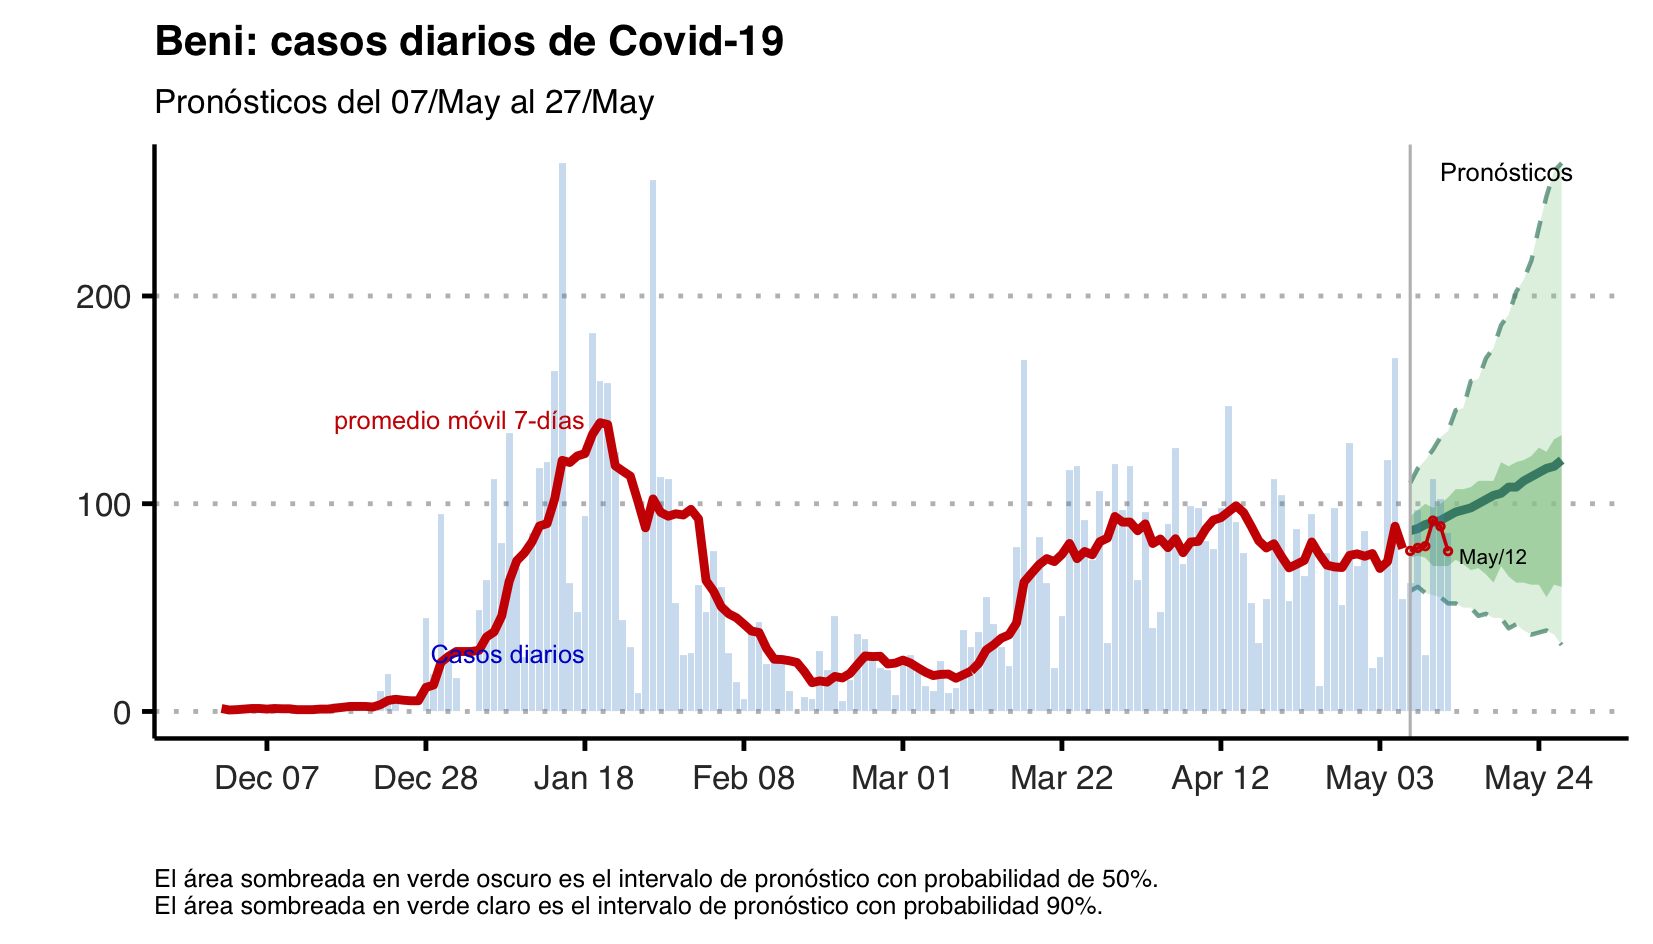 Beni: casos diarios de Covid-19
Pronósticos del 07/May al 27/May
Pronósticos
200
promedio móvil 7-días
100
May/12
Casos diarios
0
Dec 07 Dec 28 Jan 18 Feb 08 Mar 01 Mar 22 Apr 12 May 03 May 24
El área sombreada en verde oscuro es el intervalo de pronóstico con probabilidad de 50%.
El área sombreada en verde claro es el intervalo de pronóstico con probabilidad 90%.